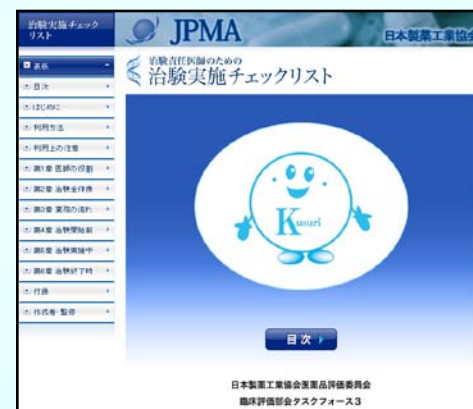 治験実施チェック
リスト
表紙
目次
はじめに
利用方法
利用上の注意
第1章 医師の役割
第2章 治験全体像
第3章 業務の流れ
第4章 治験開始前
第5章 治験実施中
第6章 治験終了時
付録
作成者・監修
JPMA
日本製薬工業協会
治験責任医師のための
治験実施チェックリスト
Kusuri
目次
日本製薬工業協会医薬品評価委員会
臨床評価部会タスクフォース3